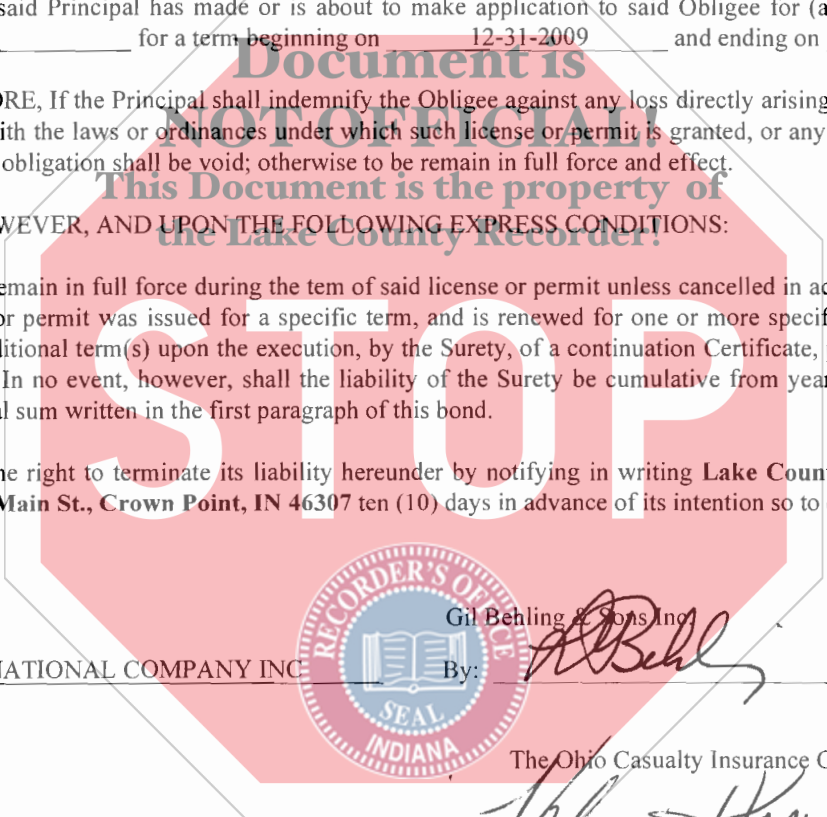 said Principal has made or is about to make application to said Obligee for (a
for a term beginning on 12-31-2009 and ending on
Document is
ORE, If the Principal shall indemnify the Obligee against any loss directly arising
NOT OFFICIAL!
ith the laws or ordinances under which such license or permit is granted, or any
obligation shall be void; otherwise to be remain in full force and effect.
This Document is the property of
WEVER, AND UPON THE FOLLOWING EXPRESS CONDITIONS:
the Lake County Recorder!
emain in full force during the tem of said license or permit unless cancelled in ac
or permit was issued for a specific term, and is renewed for one or more specif
ditional term(s) upon the execution, by the Surety, of a continuation Certificate,
In no event, however, shall the liability of the Surety be cumulative from year
l sum written in the first paragraph of this bond.
STOP
he right to terminate its liability hereunder by notifying in writing Lake Coun
Main St., Crown Point, IN 46307 ten (10) days in advance of its intention so to
RECORDER'S OFFICE
Gil Behling & Sons Inc.
NATIONAL COMPANY INC By:
SEAL
INDIANA
The Ohio Casualty Insurance C